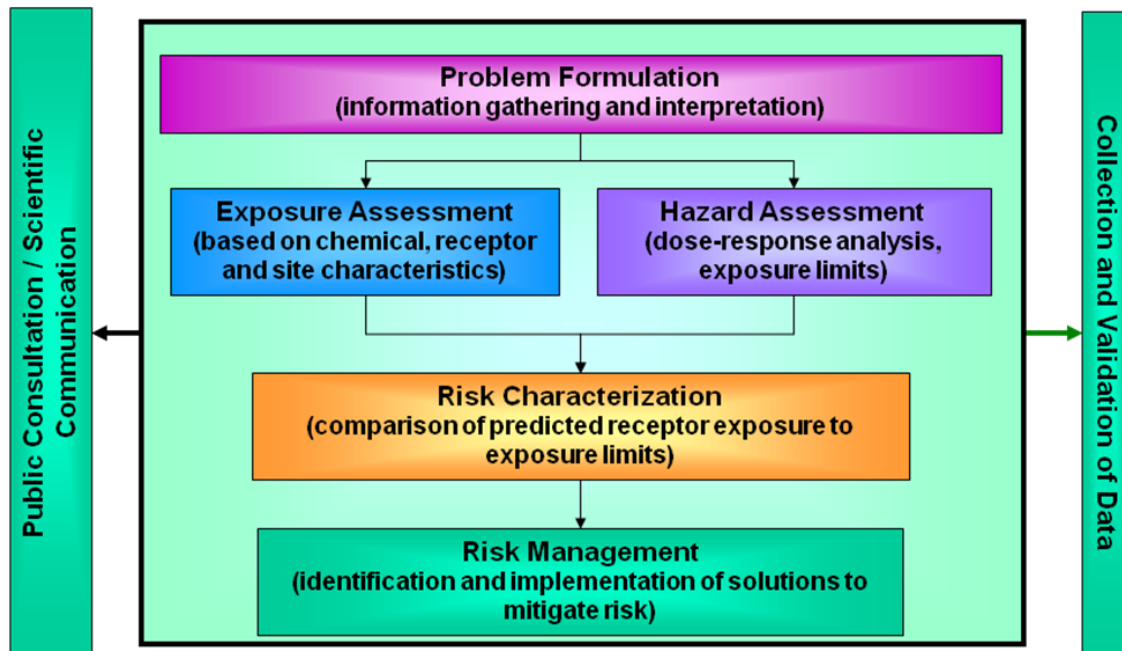 Public Consultation / Scientific
Communication
Problem Formulation
(information gathering and interpretation)
Exposure Assessment
(based on chemical, receptor
and site characteristics)
Hazard Assessment
(dose-response analysis,
exposure limits)
Risk Characterization
(comparison of predicted receptor exposure to
exposure limits)
Risk Management
(identification and implementation of solutions to
mitigate risk)
Collection and Validation of Data